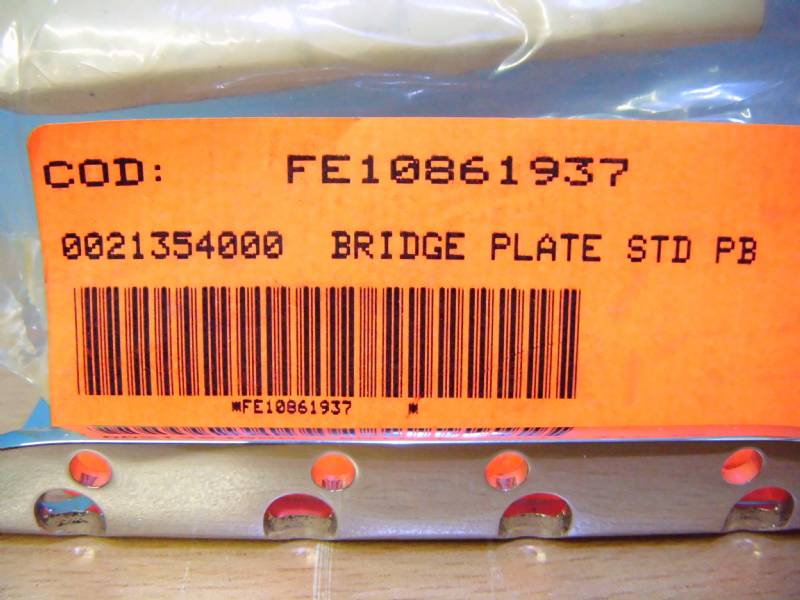 COD: FE10861937
0021354000 BRIDGE PLATE STD PB
*FE10861937 *